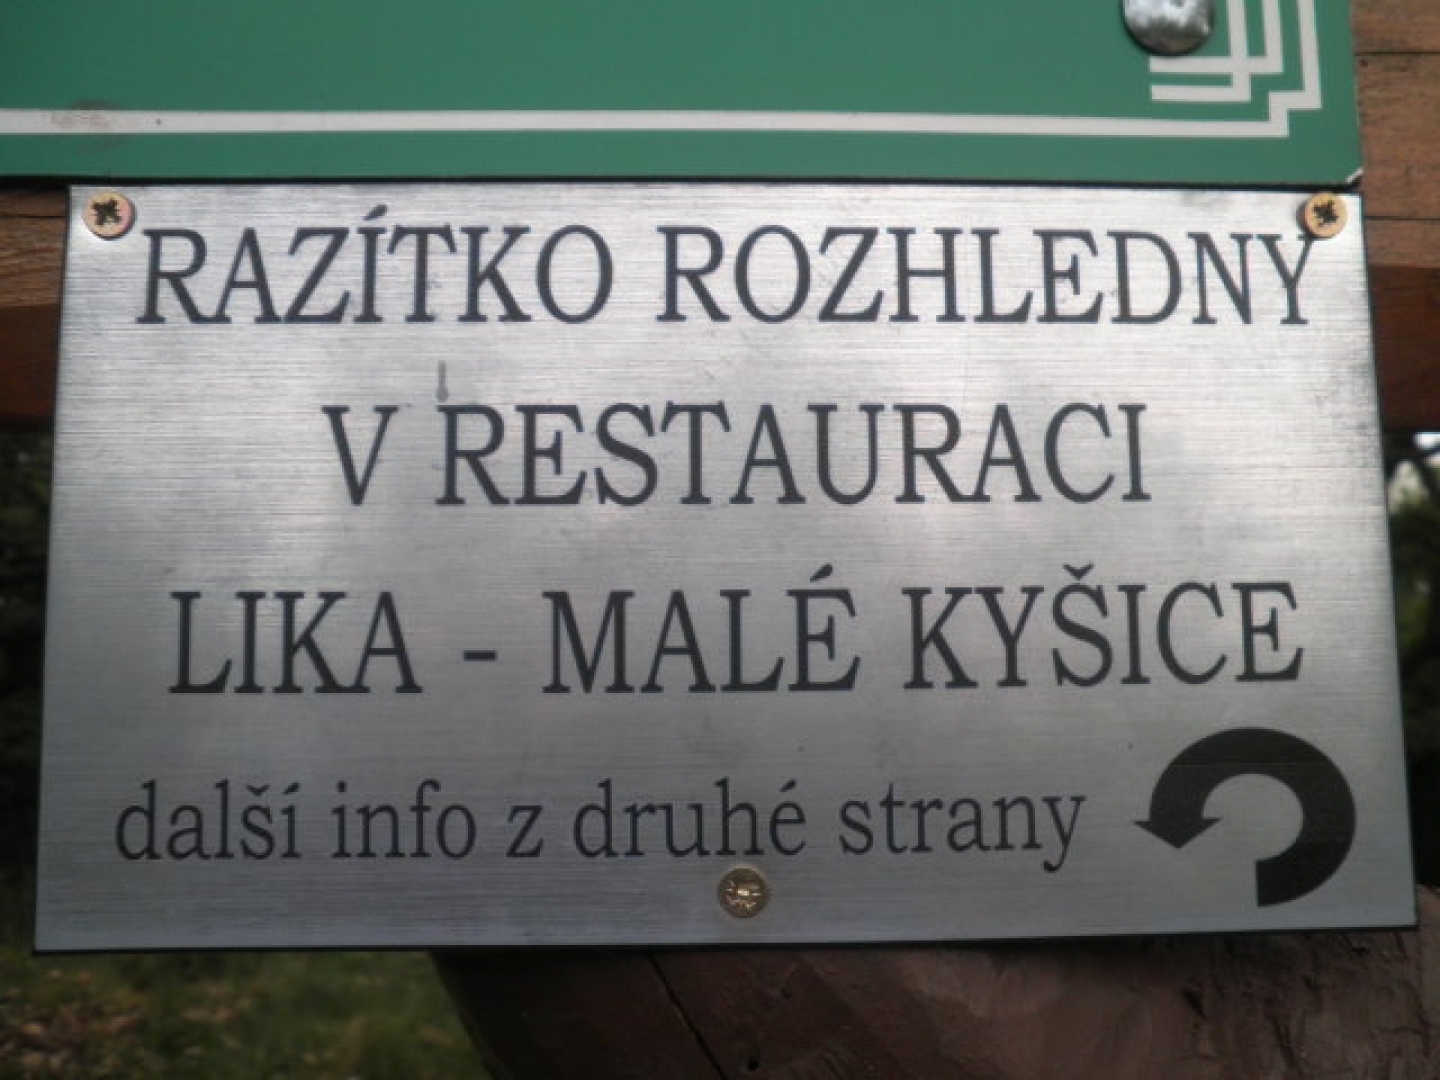 RAZÍTKO ROZHLEDNY
V RESTAURACI
LIKA - MALÉ KYŠICE
další info z druhé strany